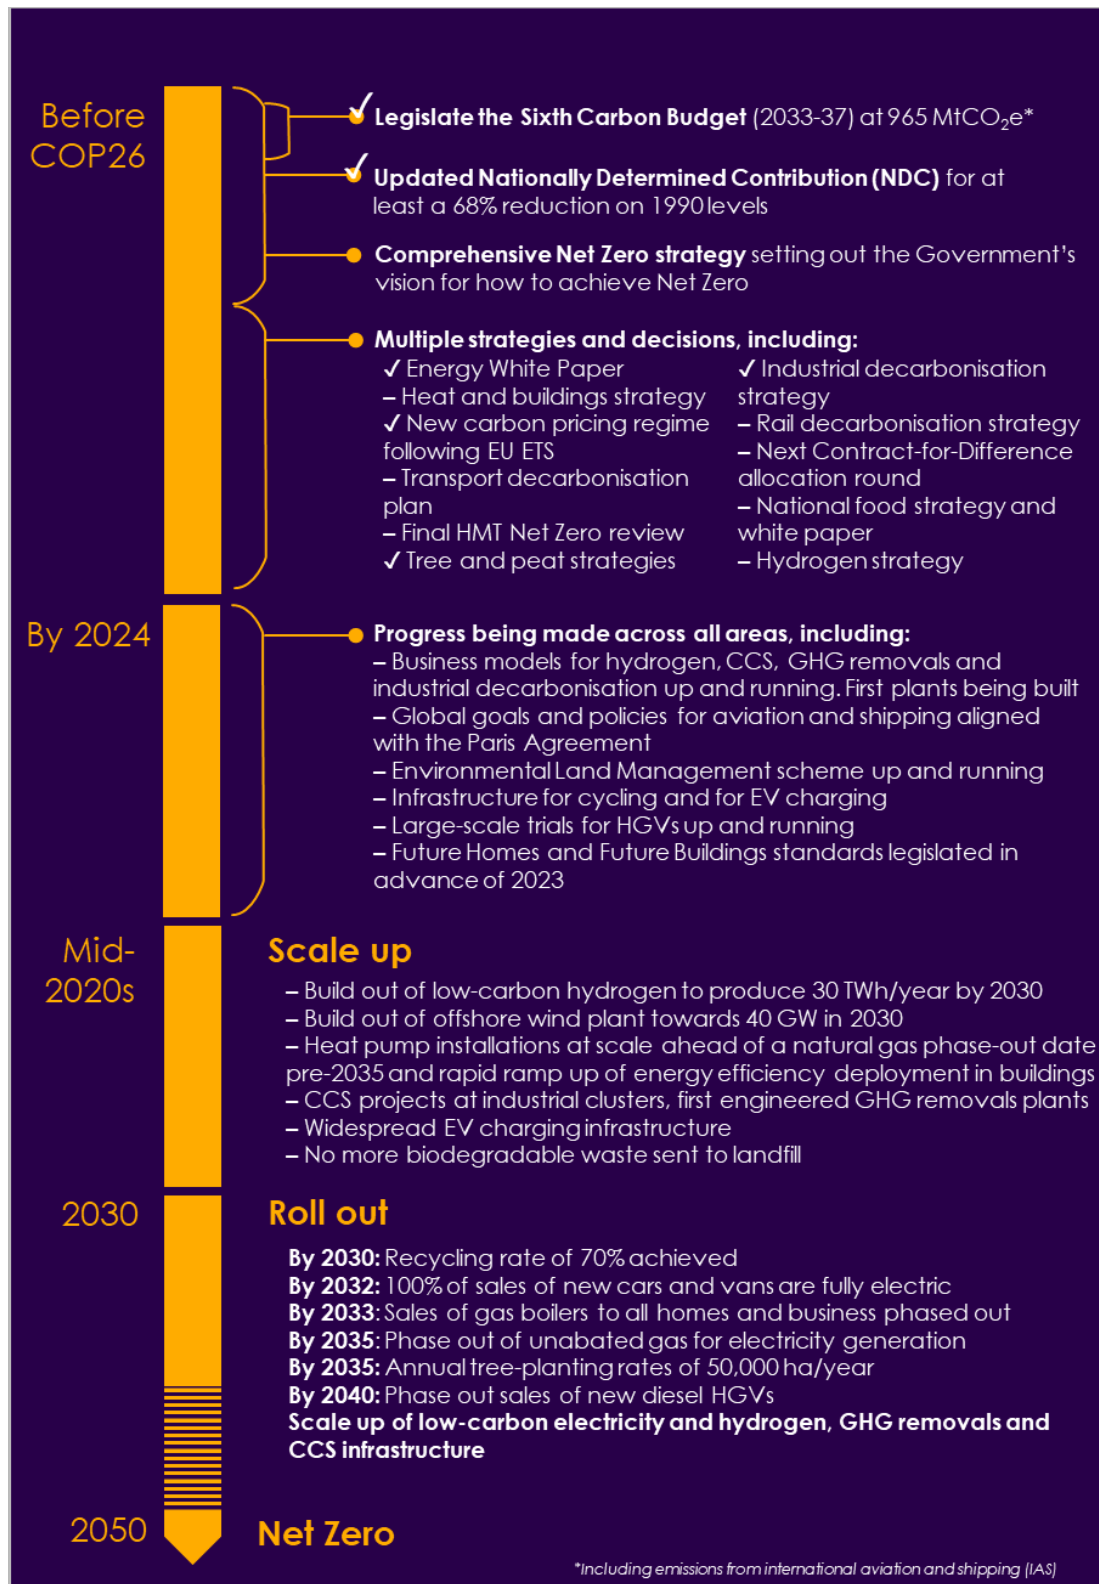 Before
COP26
✓ Legislate the Sixth Carbon Budget (2033-37) at 965 MtCO₂e*
✓ Updated Nationally Determined Contribution (NDC) for at
least a 68% reduction on 1990 levels
Comprehensive Net Zero strategy setting out the Government's
vision for how to achieve Net Zero
Multiple strategies and decisions, including:
✓ Energy White Paper
– Heat and buildings strategy
✓ New carbon pricing regime
following EU ETS
– Transport decarbonisation
plan
– Final HMT Net Zero review
✓ Tree and peat strategies
✓ Industrial decarbonisation
strategy
– Rail decarbonisation strategy
– Next Contract-for-Difference
allocation round
– National food strategy and
white paper
– Hydrogen strategy
By 2024
Progress being made across all areas, including:
– Business models for hydrogen, CCS, GHG removals and
industrial decarbonisation up and running. First plants being built
– Global goals and policies for aviation and shipping aligned
with the Paris Agreement
– Environmental Land Management scheme up and running
– Infrastructure for cycling and for EV charging
– Large-scale trials for HGVs up and running
– Future Homes and Future Buildings standards legislated in
advance of 2023
Mid-
2020s
Scale up
– Build out of low-carbon hydrogen to produce 30 TWh/year by 2030
– Build out of offshore wind plant towards 40 GW in 2030
– Heat pump installations at scale ahead of a natural gas phase-out date
pre-2035 and rapid ramp up of energy efficiency deployment in buildings
– CCS projects at industrial clusters, first engineered GHG removals plants
– Widespread EV charging infrastructure
– No more biodegradable waste sent to landfill
2030
Roll out
By 2030: Recycling rate of 70% achieved
By 2032: 100% of sales of new cars and vans are fully electric
By 2033: Sales of gas boilers to all homes and business phased out
By 2035: Phase out of unabated gas for electricity generation
By 2035: Annual tree-planting rates of 50,000 ha/year
By 2040: Phase out sales of new diesel HGVs
Scale up of low-carbon electricity and hydrogen, GHG removals and
CCS infrastructure
2050
Net Zero
*Including emissions from international aviation and shipping (IAS)